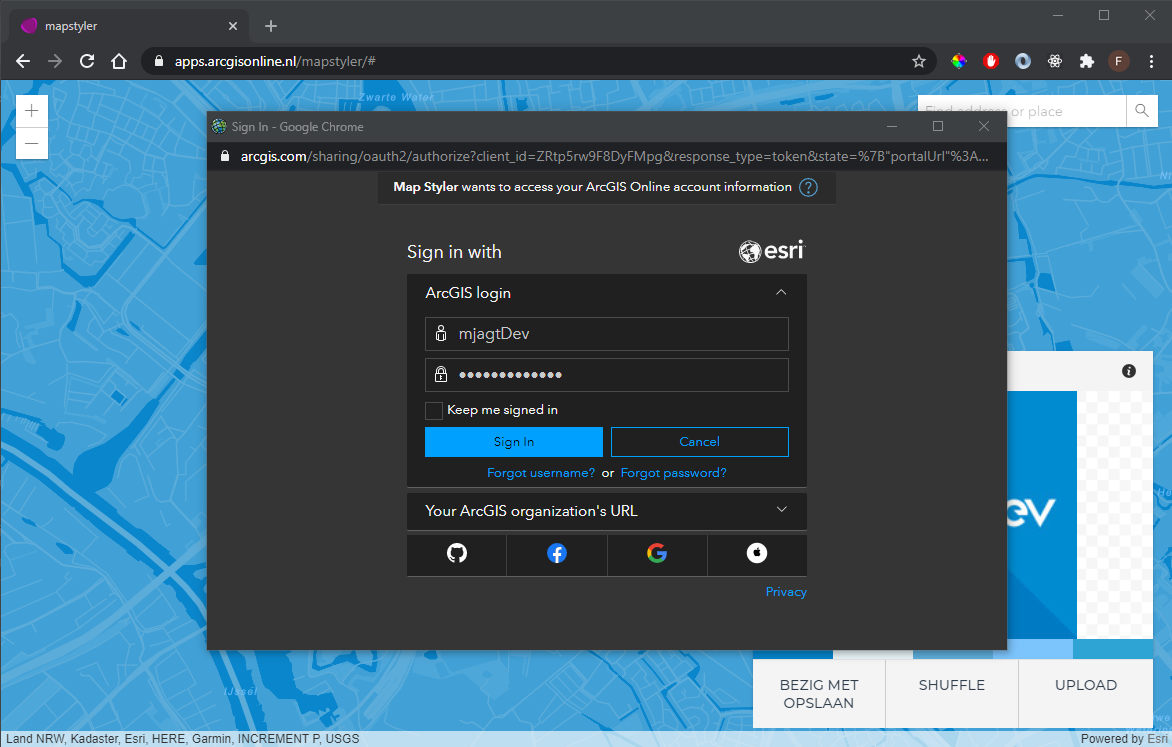 mapstyler
apps.arcgisonline.nl/mapstyler/#
F
Zwarte Water
Find address or place
Sign In - Google Chrome
arcgis.com/sharing/oauth2/authorize?client_id=ZRtp5rw9F8DyFMpg&response_type=token&state=%7B"portalUrl"%3A...
Map Styler wants to access your ArcGIS Online account information ?
Sign in with
esri
ArcGIS login
mjagtDev
•••••••••••••
Keep me signed in
Sign In
Cancel
Forgot username? or Forgot password?
Your ArcGIS organization's URL
Privacy
IJssel
BEZIG MET
OPSLAAN
SHUFFLE
UPLOAD
Land NRW, Kadaster, Esri, HERE, Garmin, INCREMENT P, USGS
Powered by Esri